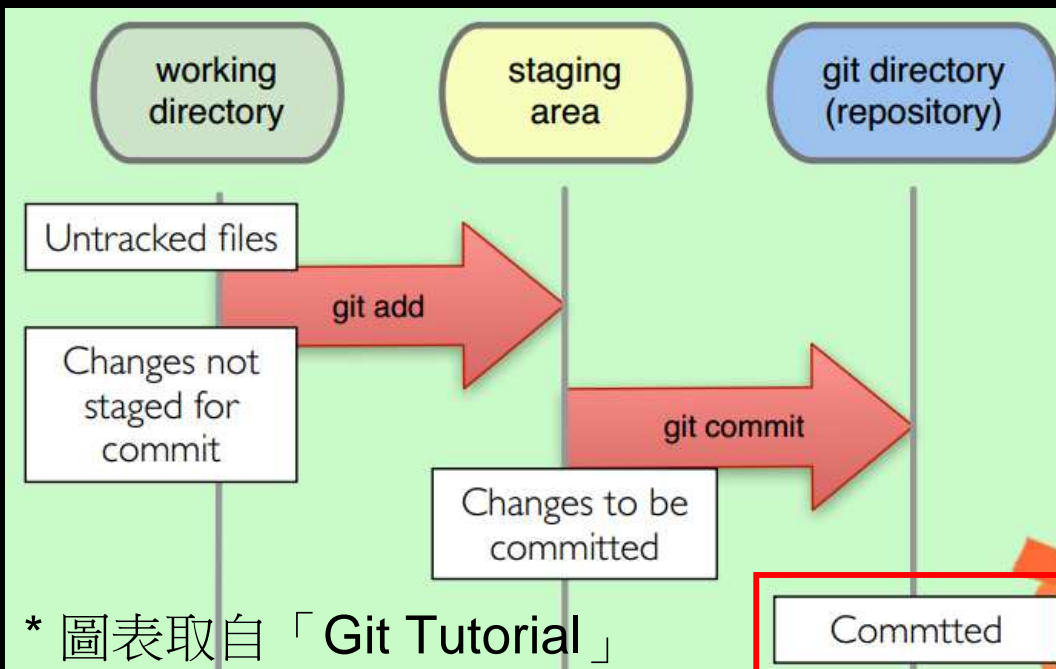 working
directory
staging
area
git directory
(repository)
Untracked files
git add
Changes not
staged for
commit
git commit
Changes to be
committed
* 圖表取自「Git Tutorial」
Commtted